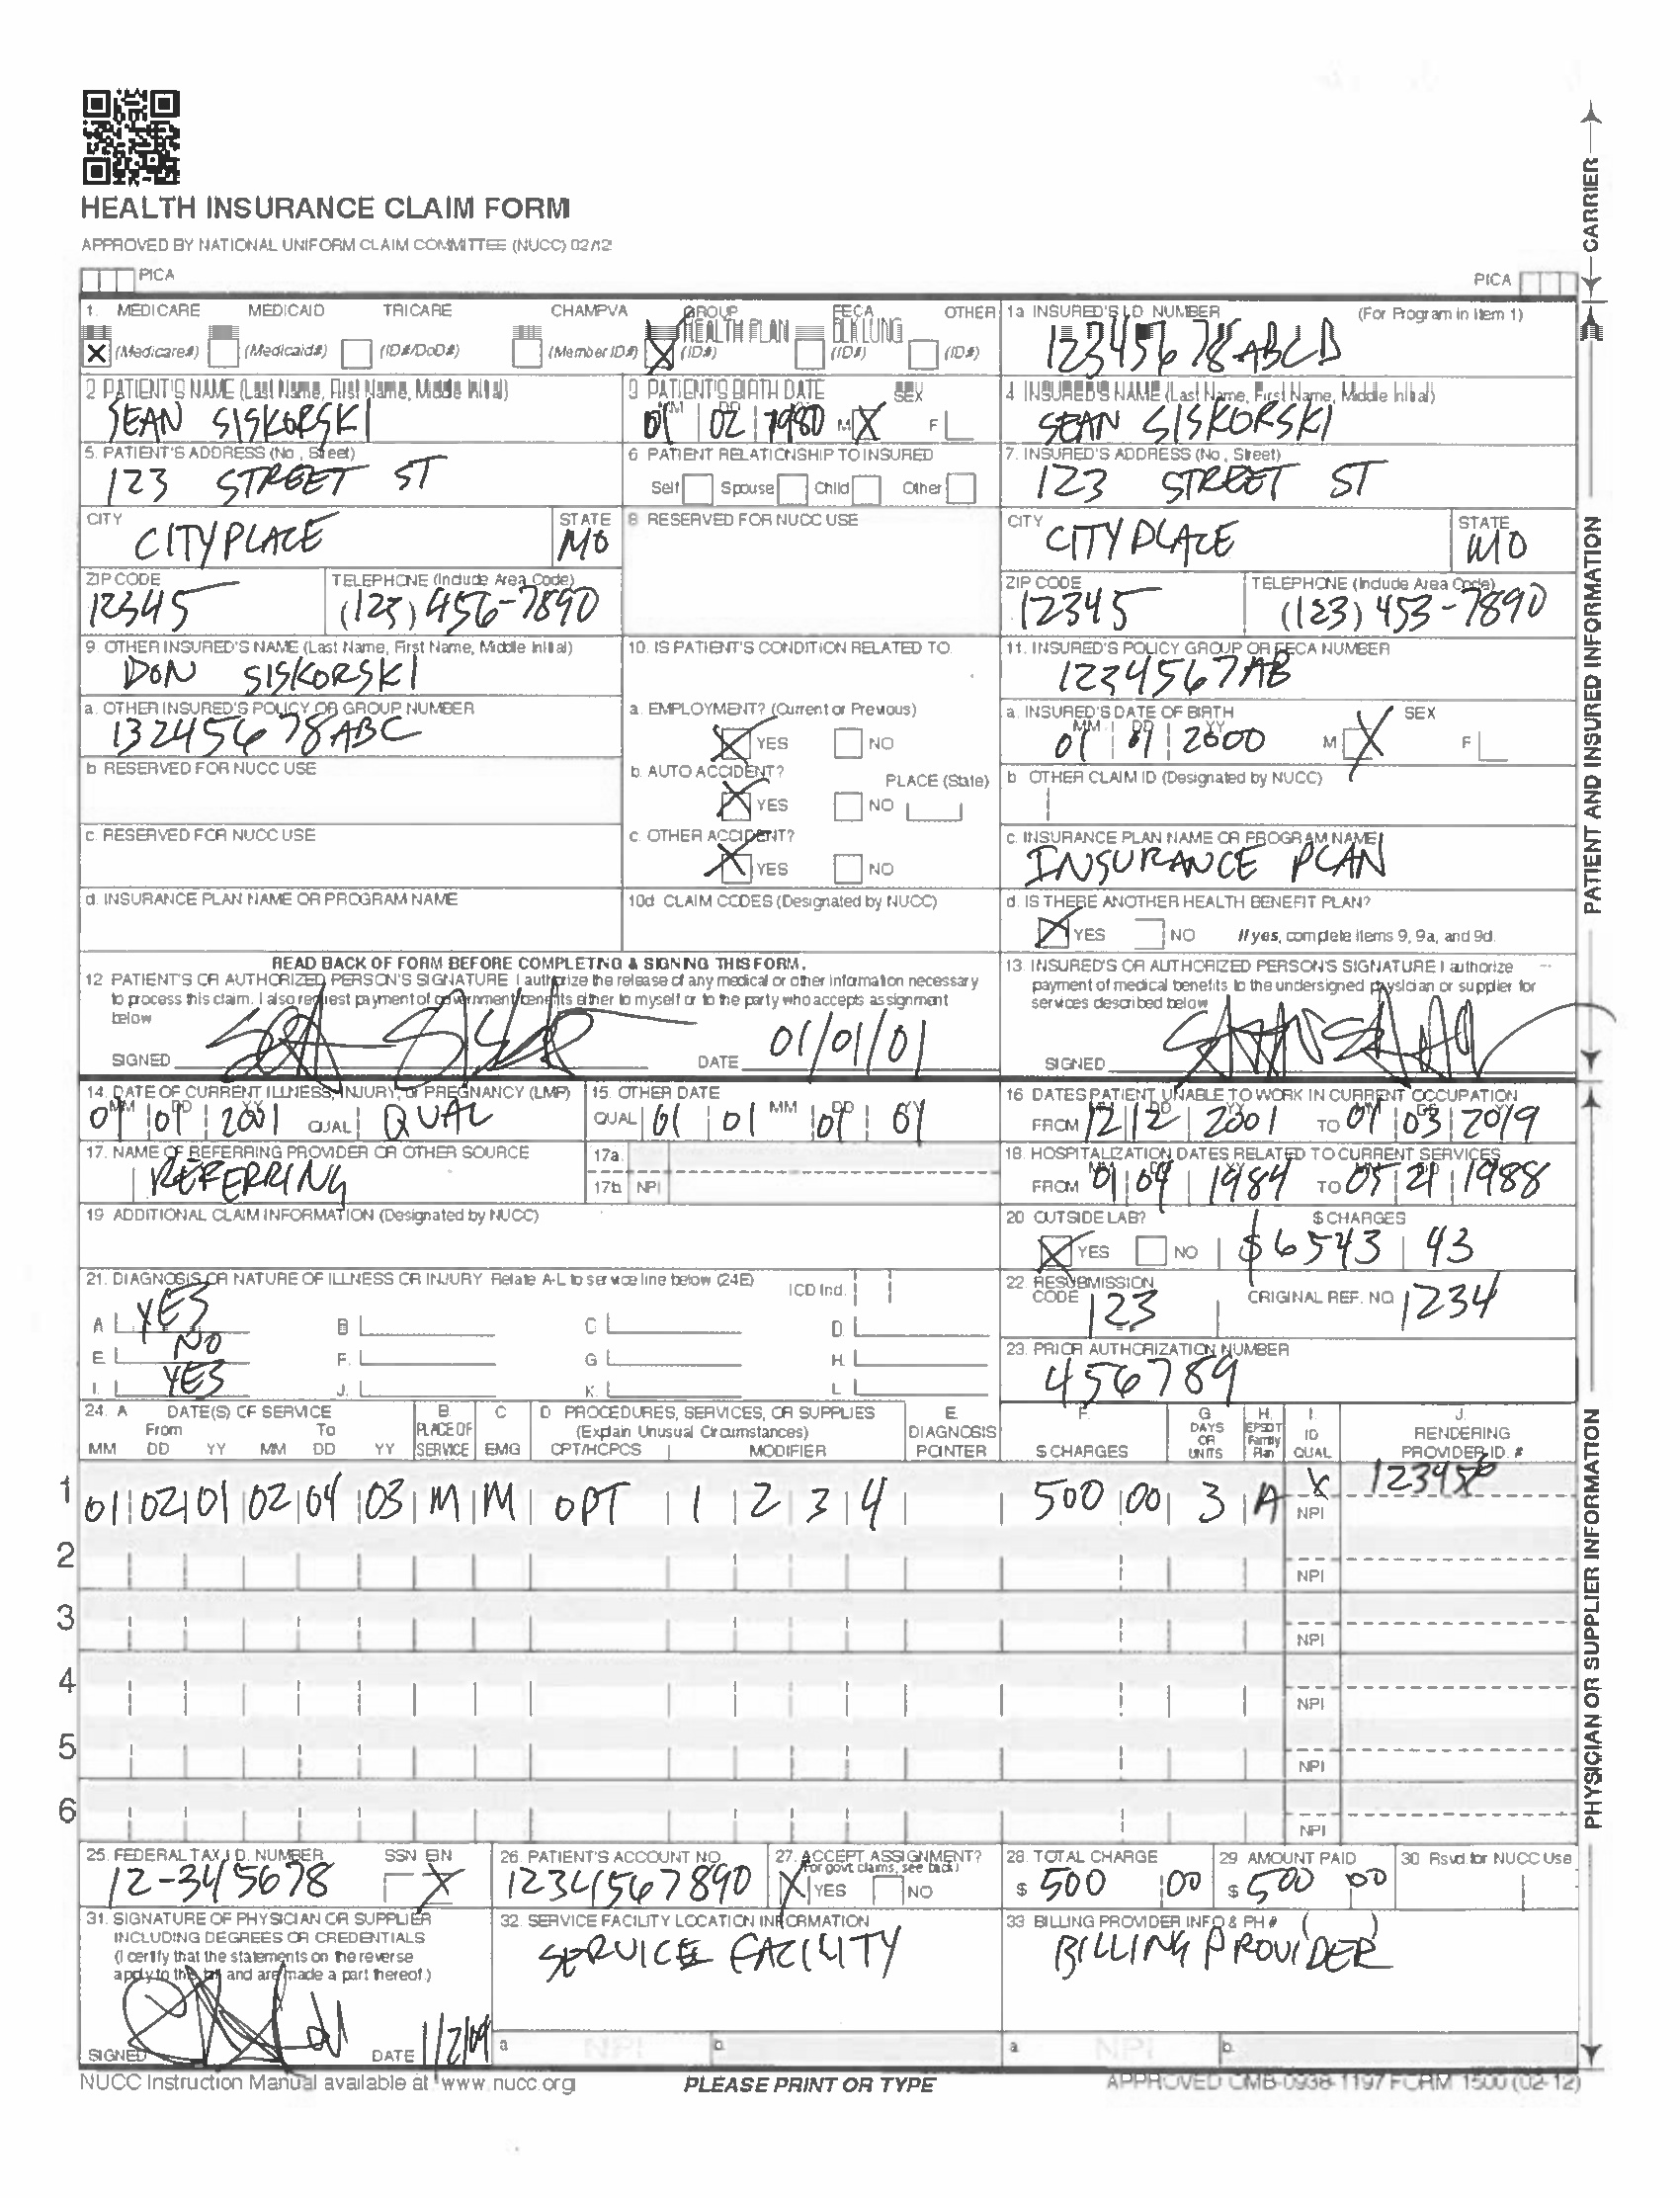 HEALTH INSURANCE CLAIM FORM
APPROVED BY NATIONAL UNIFORM CLAIM COMMITTEE (NUCC) 02/12
PICA
PICA
CARRIER
1. MEDICARE MEDICAID TRICARE CHAMPVA GROUP HEALTH PLAN FECA BLK LUNG OTHER
X (Medicare#) (Medicaid#) (ID#/DoD#) (Member ID#) X (ID#) (ID#) (ID#)
1a INSURED'S I.D. NUMBER (For Program in Item 1)
12345678ABCD
2 PATIENT'S NAME (Last Name, First Name, Middle Initial)
SEAN SISKORSKI
3 PATIENT'S BIRTH DATE SEX
MM DD
01 02 1980 M X F
4 INSURED'S NAME (Last Name, First Name, Middle Initial)
SEAN SISKORSKI
5. PATIENT'S ADDRESS (No., Street)
123 STREET ST
6 PATIENT RELATIONSHIP TO INSURED
Self Spouse Child Other
7. INSURED'S ADDRESS (No., Street)
123 STREET ST
CITY
CITYPLACE
STATE
MO
8 RESERVED FOR NUCC USE
CITY
CITYPLACE
STATE
MO
ZIP CODE
12345
TELEPHONE (Include Area Code)
(123) 456-7890
ZIP CODE
12345
TELEPHONE (Include Area Code)
(123) 453-7890
9. OTHER INSURED'S NAME (Last Name, First Name, Middle Initial)
DON SISKORSKI
10. IS PATIENT'S CONDITION RELATED TO.
11. INSURED'S POLICY GROUP OR FECA NUMBER
1234567AB
a. OTHER INSURED'S POLICY OR GROUP NUMBER
13245678ABC
a. EMPLOYMENT? (Current or Previous)
X YES NO
a. INSURED'S DATE OF BIRTH SEX
MM DD YY
01 01 2000 M X F
b RESERVED FOR NUCC USE
b. AUTO ACCIDENT? PLACE (State)
X YES NO
b OTHER CLAIM ID (Designated by NUCC)
c. RESERVED FOR NUCC USE
c. OTHER ACCIDENT?
X YES NO
c. INSURANCE PLAN NAME OR PROGRAM NAME
INSURANCE PLAN
d. INSURANCE PLAN NAME OR PROGRAM NAME
10d CLAIM CODES (Designated by NUCC)
d. IS THERE ANOTHER HEALTH BENEFIT PLAN?
X YES NO If yes, complete items 9, 9a, and 9d.
PATIENT AND INSURED INFORMATION
READ BACK OF FORM BEFORE COMPLETING & SIGNING THIS FORM.
12 PATIENT'S OR AUTHORIZED PERSON'S SIGNATURE I authorize the release of any medical or other information necessary
to process this claim. I also request payment of government benefits either to myself or to the party who accepts assignment
below
SIGNED DATE 01/01/01
13. INSURED'S OR AUTHORIZED PERSON'S SIGNATURE I authorize
payment of medical benefits to the undersigned physician or supplier for
services described below
SIGNED
14. DATE OF CURRENT ILLNESS, INJURY, or PREGNANCY (LMP)
MM DD YY
01 01 2001 QUAL QUAL
15. OTHER DATE
MM DD YY
QUAL 01 01 01 01
16 DATES PATIENT UNABLE TO WORK IN CURRENT OCCUPATION
FROM 12 12 2001 TO 01 03 2019
17. NAME OF REFERRING PROVIDER OR OTHER SOURCE
REFERRING
17a.
17b NPI
18. HOSPITALIZATION DATES RELATED TO CURRENT SERVICES
FROM 01 04 1984 TO 05 21 1988
19 ADDITIONAL CLAIM INFORMATION (Designated by NUCC)
20 OUTSIDE LAB? $ CHARGES
X YES NO $6543 43
21. DIAGNOSIS OR NATURE OF ILLNESS OR INJURY Relate A-L to service line below (24E) ICD Ind.
A YES B C D.
E. NO F. G H.
I. YES J. K. L
22. RESUBMISSION CODE 123 ORIGINAL REF. NO. 1234
23. PRIOR AUTHORIZATION NUMBER
456789
24. A DATE(S) OF SERVICE B C D PROCEDURES, SERVICES, OR SUPPLIES E. F. G H. I. J.
From To PLACE OF (Explain Unusual Circumstances) DIAGNOSIS DAYS OR UNITS EPSDT Family Plan ID RENDERING
MM DD YY MM DD YY SERVICE EMG CPT/HCPCS MODIFIER POINTER $ CHARGES QUAL. PROVIDER ID. #
1 01 02 01 02 04 03 M M OPT 1 2 3 4 500 00 3 A X NPI 123456
2 NPI
3 NPI
4 NPI
5 NPI
6 NPI
PHYSICIAN OR SUPPLIER INFORMATION
25. FEDERAL TAX I.D. NUMBER SSN EIN
12-345678 X
26. PATIENT'S ACCOUNT NO.
1234567890
27. ACCEPT ASSIGNMENT?
(For govt. claims, see back)
X YES NO
28. TOTAL CHARGE
$ 500 00
29 AMOUNT PAID
$ 500 00
30 Rsvd. for NUCC Use
31. SIGNATURE OF PHYSICIAN OR SUPPLIER
INCLUDING DEGREES OR CREDENTIALS
(I certify that the statements on the reverse
apply to this bill and are made a part thereof.)
SIGNED DATE 1/2/09
32. SERVICE FACILITY LOCATION INFORMATION
SERVICE FACILITY
a. NPI b.
33 BILLING PROVIDER INFO & PH # ( )
BILLING PROVIDER
a. NPI b.
NUCC Instruction Manual available at: www.nucc.org
PLEASE PRINT OR TYPE
APPROVED OMB-0938-1197 FORM 1500 (02-12)